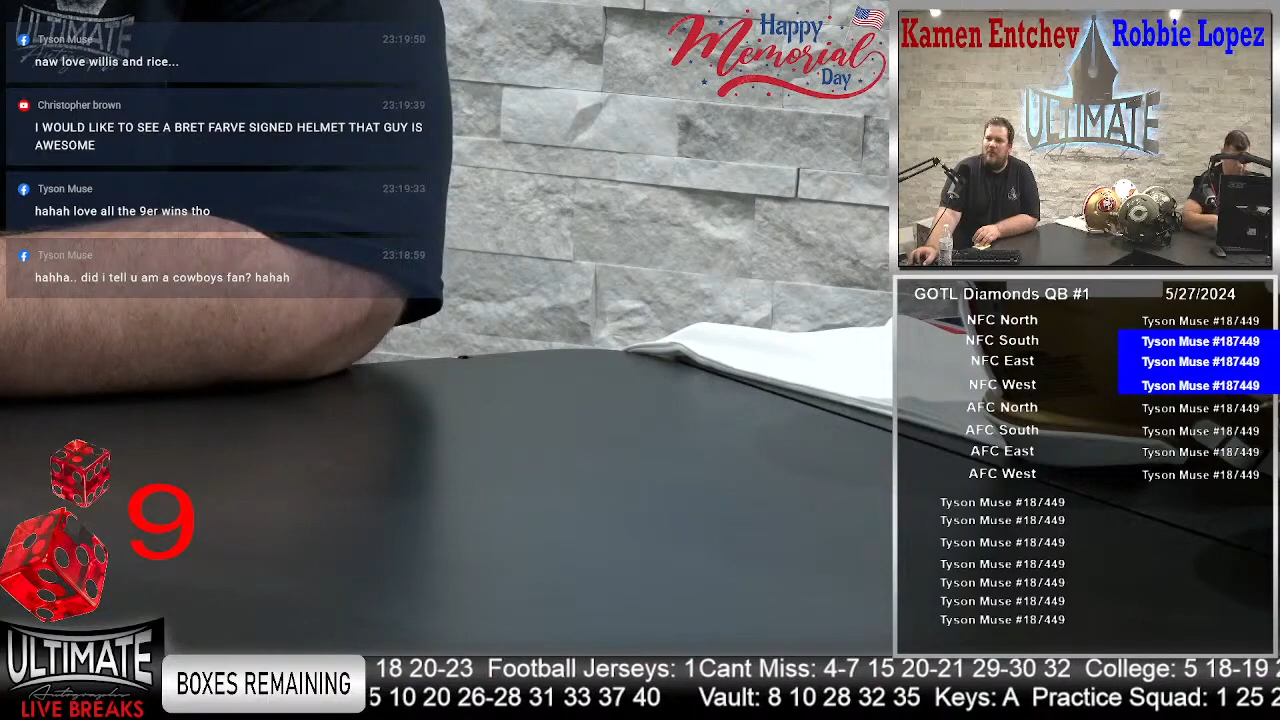 ULTIMATE
Tyson Muse 23:19:50
naw love willis and rice...
Christopher brown 23:19:39
I WOULD LIKE TO SEE A BRET FARVE SIGNED HELMET THAT GUY IS
AWESOME
Tyson Muse 23:19:33
hahah love all the 9er wins tho
Tyson Muse 23:18:59
hahha.. did i tell u am a cowboys fan? hahah
Happy
Memorial
Day
Kamen Entchev Robbie Lopez
ULTIMATE
GOTL Diamonds QB #1 5/27/2024
NFC North Tyson Muse #187449
NFC South Tyson Muse #187449
NFC East Tyson Muse #187449
NFC West Tyson Muse #187449
AFC North Tyson Muse #187449
AFC South Tyson Muse #187449
AFC East Tyson Muse #187449
AFC West Tyson Muse #187449
Tyson Muse #187449
Tyson Muse #187449
Tyson Muse #187449
Tyson Muse #187449
Tyson Muse #187449
Tyson Muse #187449
Tyson Muse #187449
9
ULTIMATE
Autographs
LIVE BREAKS
BOXES REMAINING
18 20-23 Football Jerseys: 1 Cant Miss: 4-7 15 20-21 29-30 32 College: 5 18-19
5 10 20 26-28 31 33 37 40 Vault: 8 10 28 32 35 Keys: A Practice Squad: 1 25 2